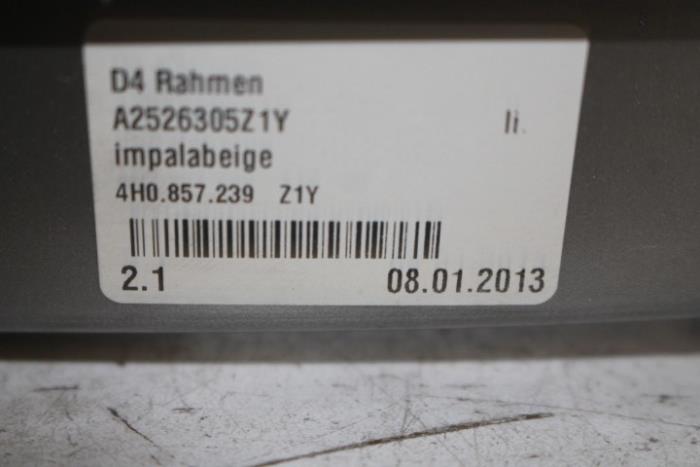 D4 Rahmen
A2526305Z1Y li.
impalabeige
4H0.857.239 Z1Y
2.1 08.01.2013